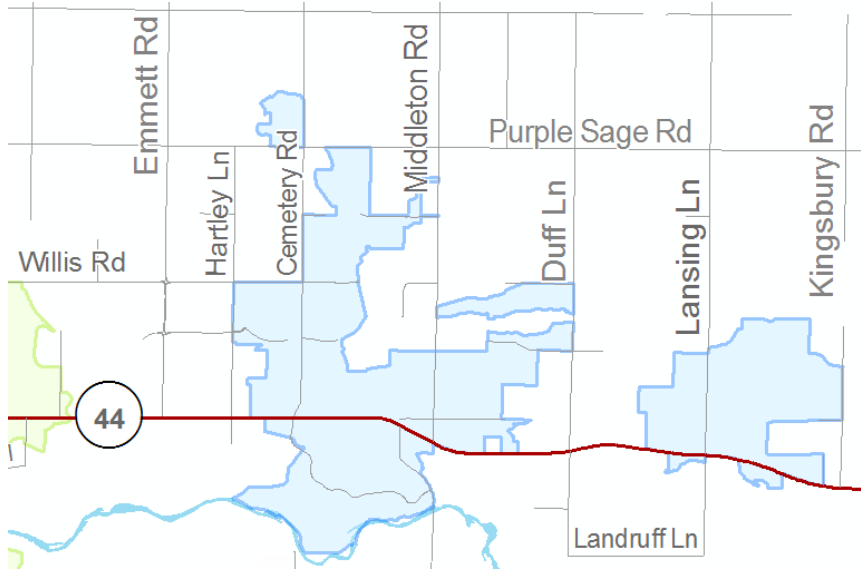 Emmett Rd
Middleton Rd
Purple Sage Rd
Kingsbury Rd
Hartley Ln
Cemetery Rd
Duff Ln
Lansing Ln
Willis Rd
44
Landruff Ln